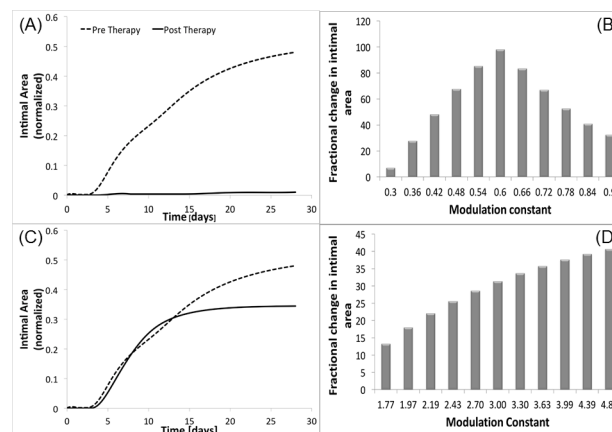 (A)
0.6
0.5
0.4
0.3
0.2
0.1
0
Intimal Area
(normalized)
Pre Therapy
Post Therapy
0 5 10 15 20 25 30
Time [days]
(B)
120
100
80
60
40
20
0
Fractional change in intimal
area
0.3 0.36 0.42 0.48 0.54 0.6 0.66 0.72 0.78 0.84
Modulation constant
(C)
0.6
0.5
0.4
0.3
0.2
0.1
0
Intimal Area
(normalized)
0 5 10 15 20 25 30
Time [days]
(D)
45
40
35
30
25
20
15
10
5
0
Fractional change in intimal
area
1.77 1.97 2.19 2.43 2.70 3.00 3.30 3.63 3.99 4.39 4.8
Modulation Constant